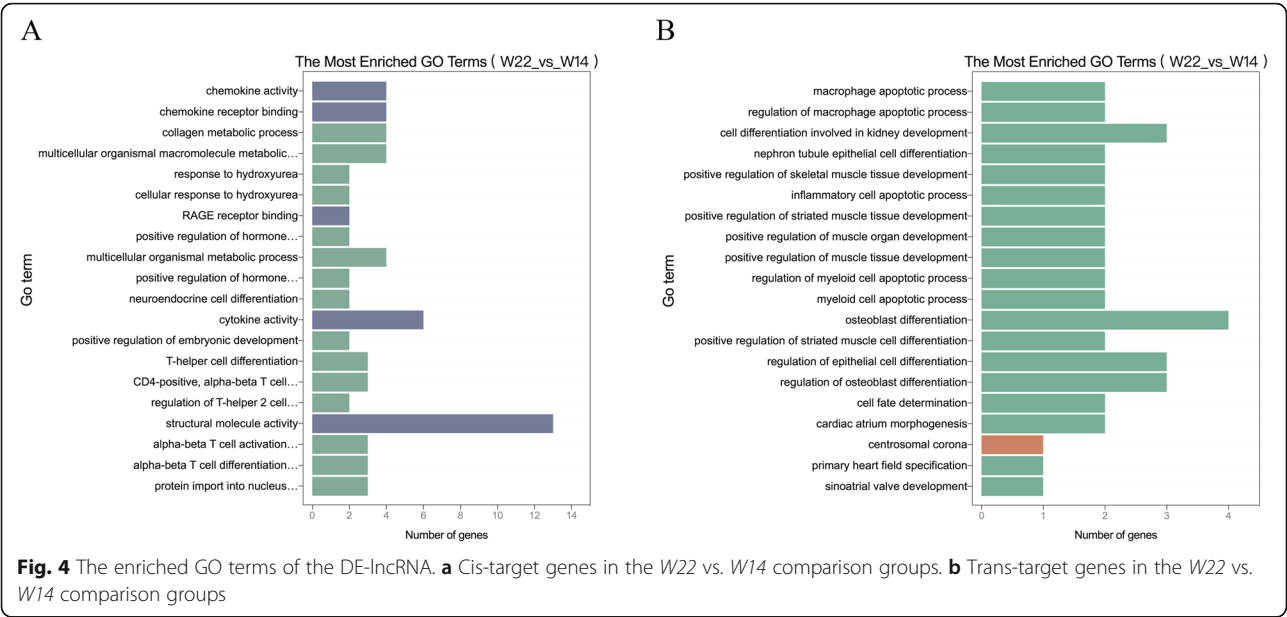 A
The Most Enriched GO Terms ( W22_vs_W14 )
Go term
chemokine activity
chemokine receptor binding
collagen metabolic process
multicellular organismal macromolecule metabolic…
response to hydroxyurea
cellular response to hydroxyurea
RAGE receptor binding
positive regulation of hormone…
multicellular organismal metabolic process
positive regulation of hormone…
neuroendocrine cell differentiation
cytokine activity
positive regulation of embryonic development
T-helper cell differentiation
CD4-positive, alpha-beta T cell…
regulation of T-helper 2 cell…
structural molecule activity
alpha-beta T cell activation…
alpha-beta T cell differentiation…
protein import into nucleus…
0 2 4 6 8 10 12 14
Number of genes
B
The Most Enriched GO Terms ( W22_vs_W14 )
Go term
macrophage apoptotic process
regulation of macrophage apoptotic process
cell differentiation involved in kidney development
nephron tubule epithelial cell differentiation
positive regulation of skeletal muscle tissue development
inflammatory cell apoptotic process
positive regulation of striated muscle tissue development
positive regulation of muscle organ development
positive regulation of muscle tissue development
regulation of myeloid cell apoptotic process
myeloid cell apoptotic process
osteoblast differentiation
positive regulation of striated muscle cell differentiation
regulation of epithelial cell differentiation
regulation of osteoblast differentiation
cell fate determination
cardiac atrium morphogenesis
centrosomal corona
primary heart field specification
sinoatrial valve development
0 1 2 3 4
Number of genes
Fig. 4 The enriched GO terms of the DE-lncRNA. a Cis-target genes in the W22 vs. W14 comparison groups. b Trans-target genes in the W22 vs.
W14 comparison groups